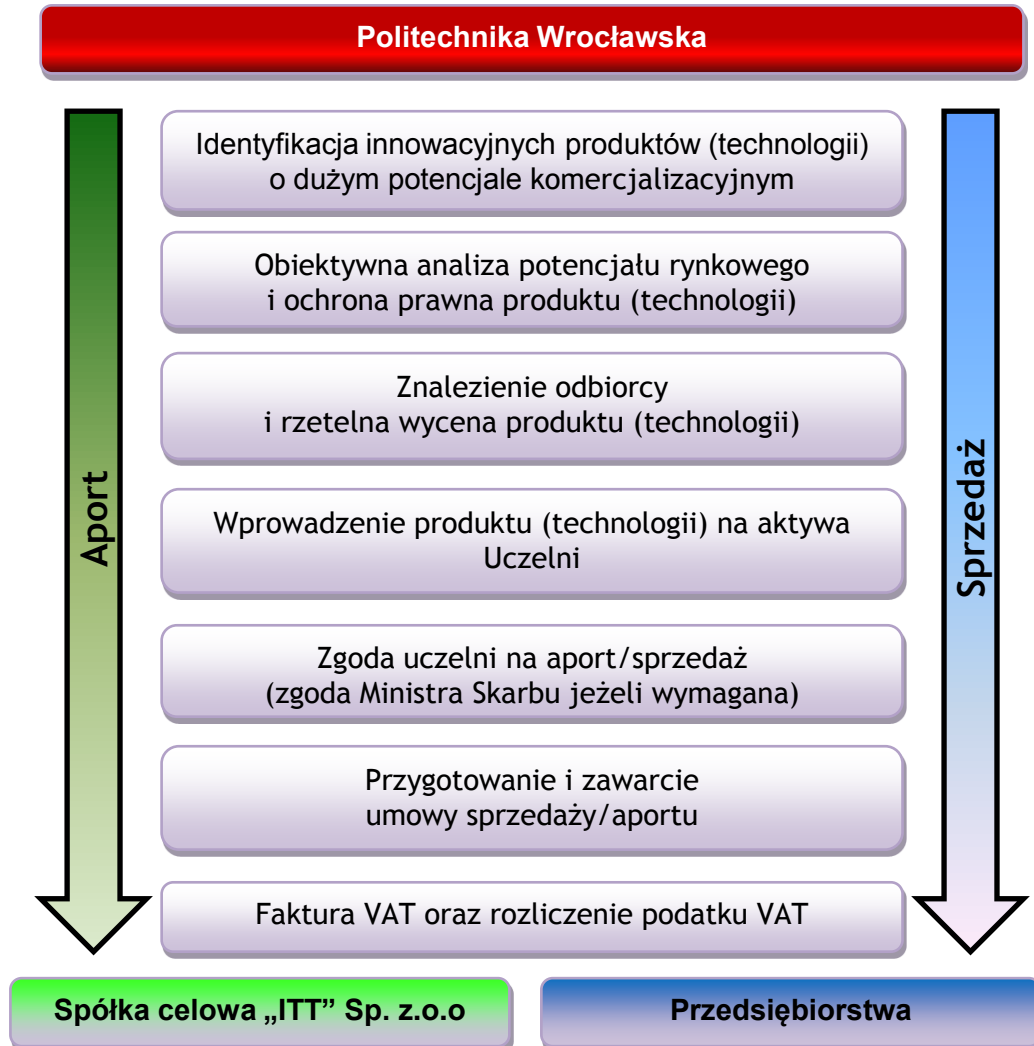 Politechnika Wrocławska
Identyfikacja innowacyjnych produktów (technologii)
o dużym potencjale komercjalizacyjnym
Obiektywna analiza potencjału rynkowego
i ochrona prawna produktu (technologii)
Znalezienie odbiorcy
i rzetelna wycena produktu (technologii)
Aport
Sprzedaż
Wprowadzenie produktu (technologii) na aktywa
Uczelni
Zgoda uczelni na aport/sprzedaż
(zgoda Ministra Skarbu jeżeli wymagana)
Przygotowanie i zawarcie
umowy sprzedaży/aportu
Faktura VAT oraz rozliczenie podatku VAT
Spółka celowa „ITT” Sp. z.o.o
Przedsiębiorstwa